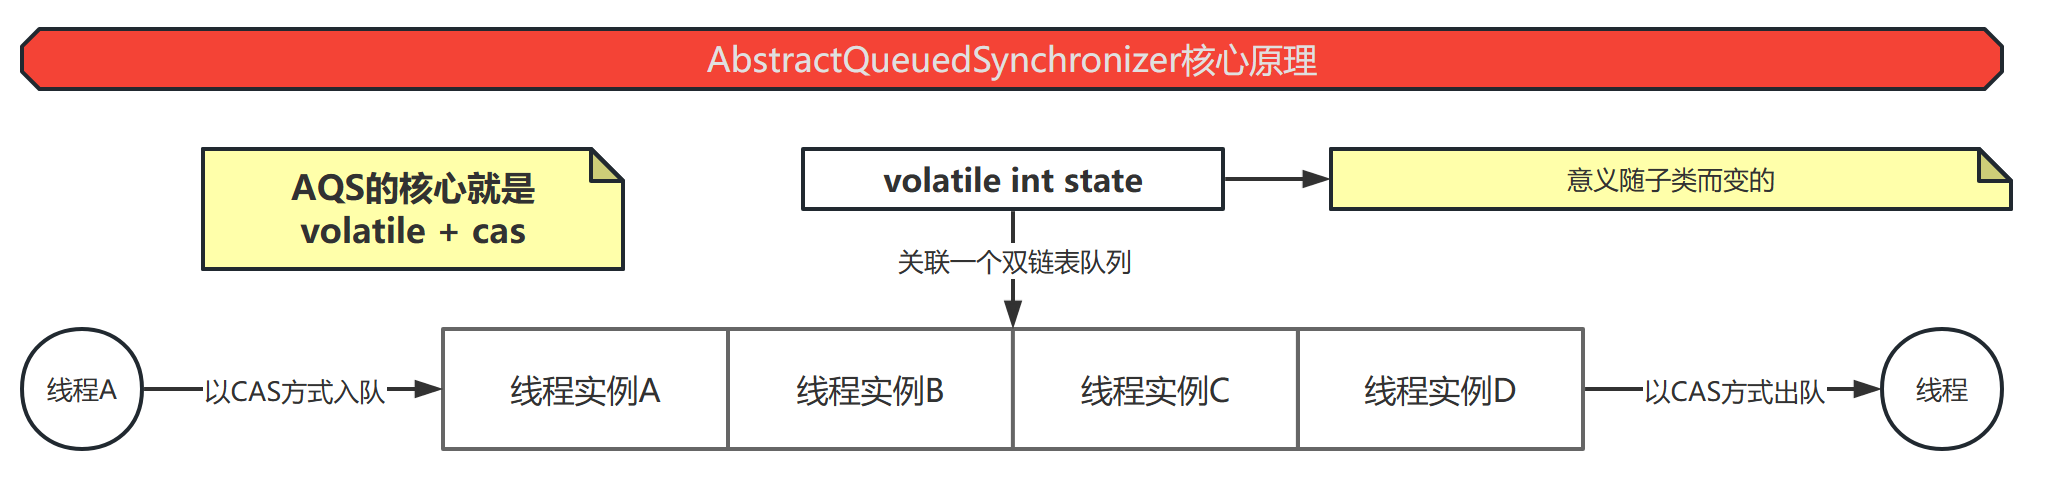 AbstractQueuedSynchronizer核心原理
AQS的核心就是
volatile + cas
volatile int state
意义随子类而变的
关联一个双链表队列
线程A
以CAS方式入队
线程实例A
线程实例B
线程实例C
线程实例D
以CAS方式出队
线程